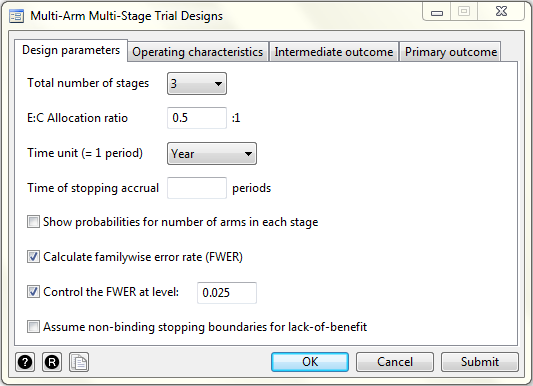 Multi-Arm Multi-Stage Trial Designs
Design parameters Operating characteristics Intermediate outcome Primary outcome
Total number of stages 3
E:C Allocation ratio 0.5 :1
Time unit (= 1 period) Year
Time of stopping accrual periods
Show probabilities for number of arms in each stage
Calculate familywise error rate (FWER)
Control the FWER at level: 0.025
Assume non-binding stopping boundaries for lack-of-benefit
? R OK Cancel Submit